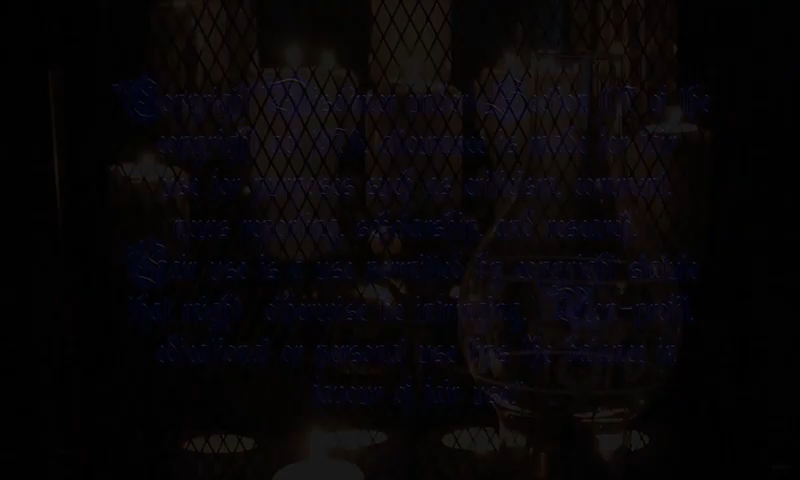 "Copyright Disclaimer under Section 107 of the
copyright act 1976, allowance is made for fair
use for purposes such as criticism, comment,
news reporting, scholarship, and research.
Fair use is a use permitted by copyright statute
that might otherwise be infringing. Non-profit,
educational or personal use tips the balance in
favour of fair use."